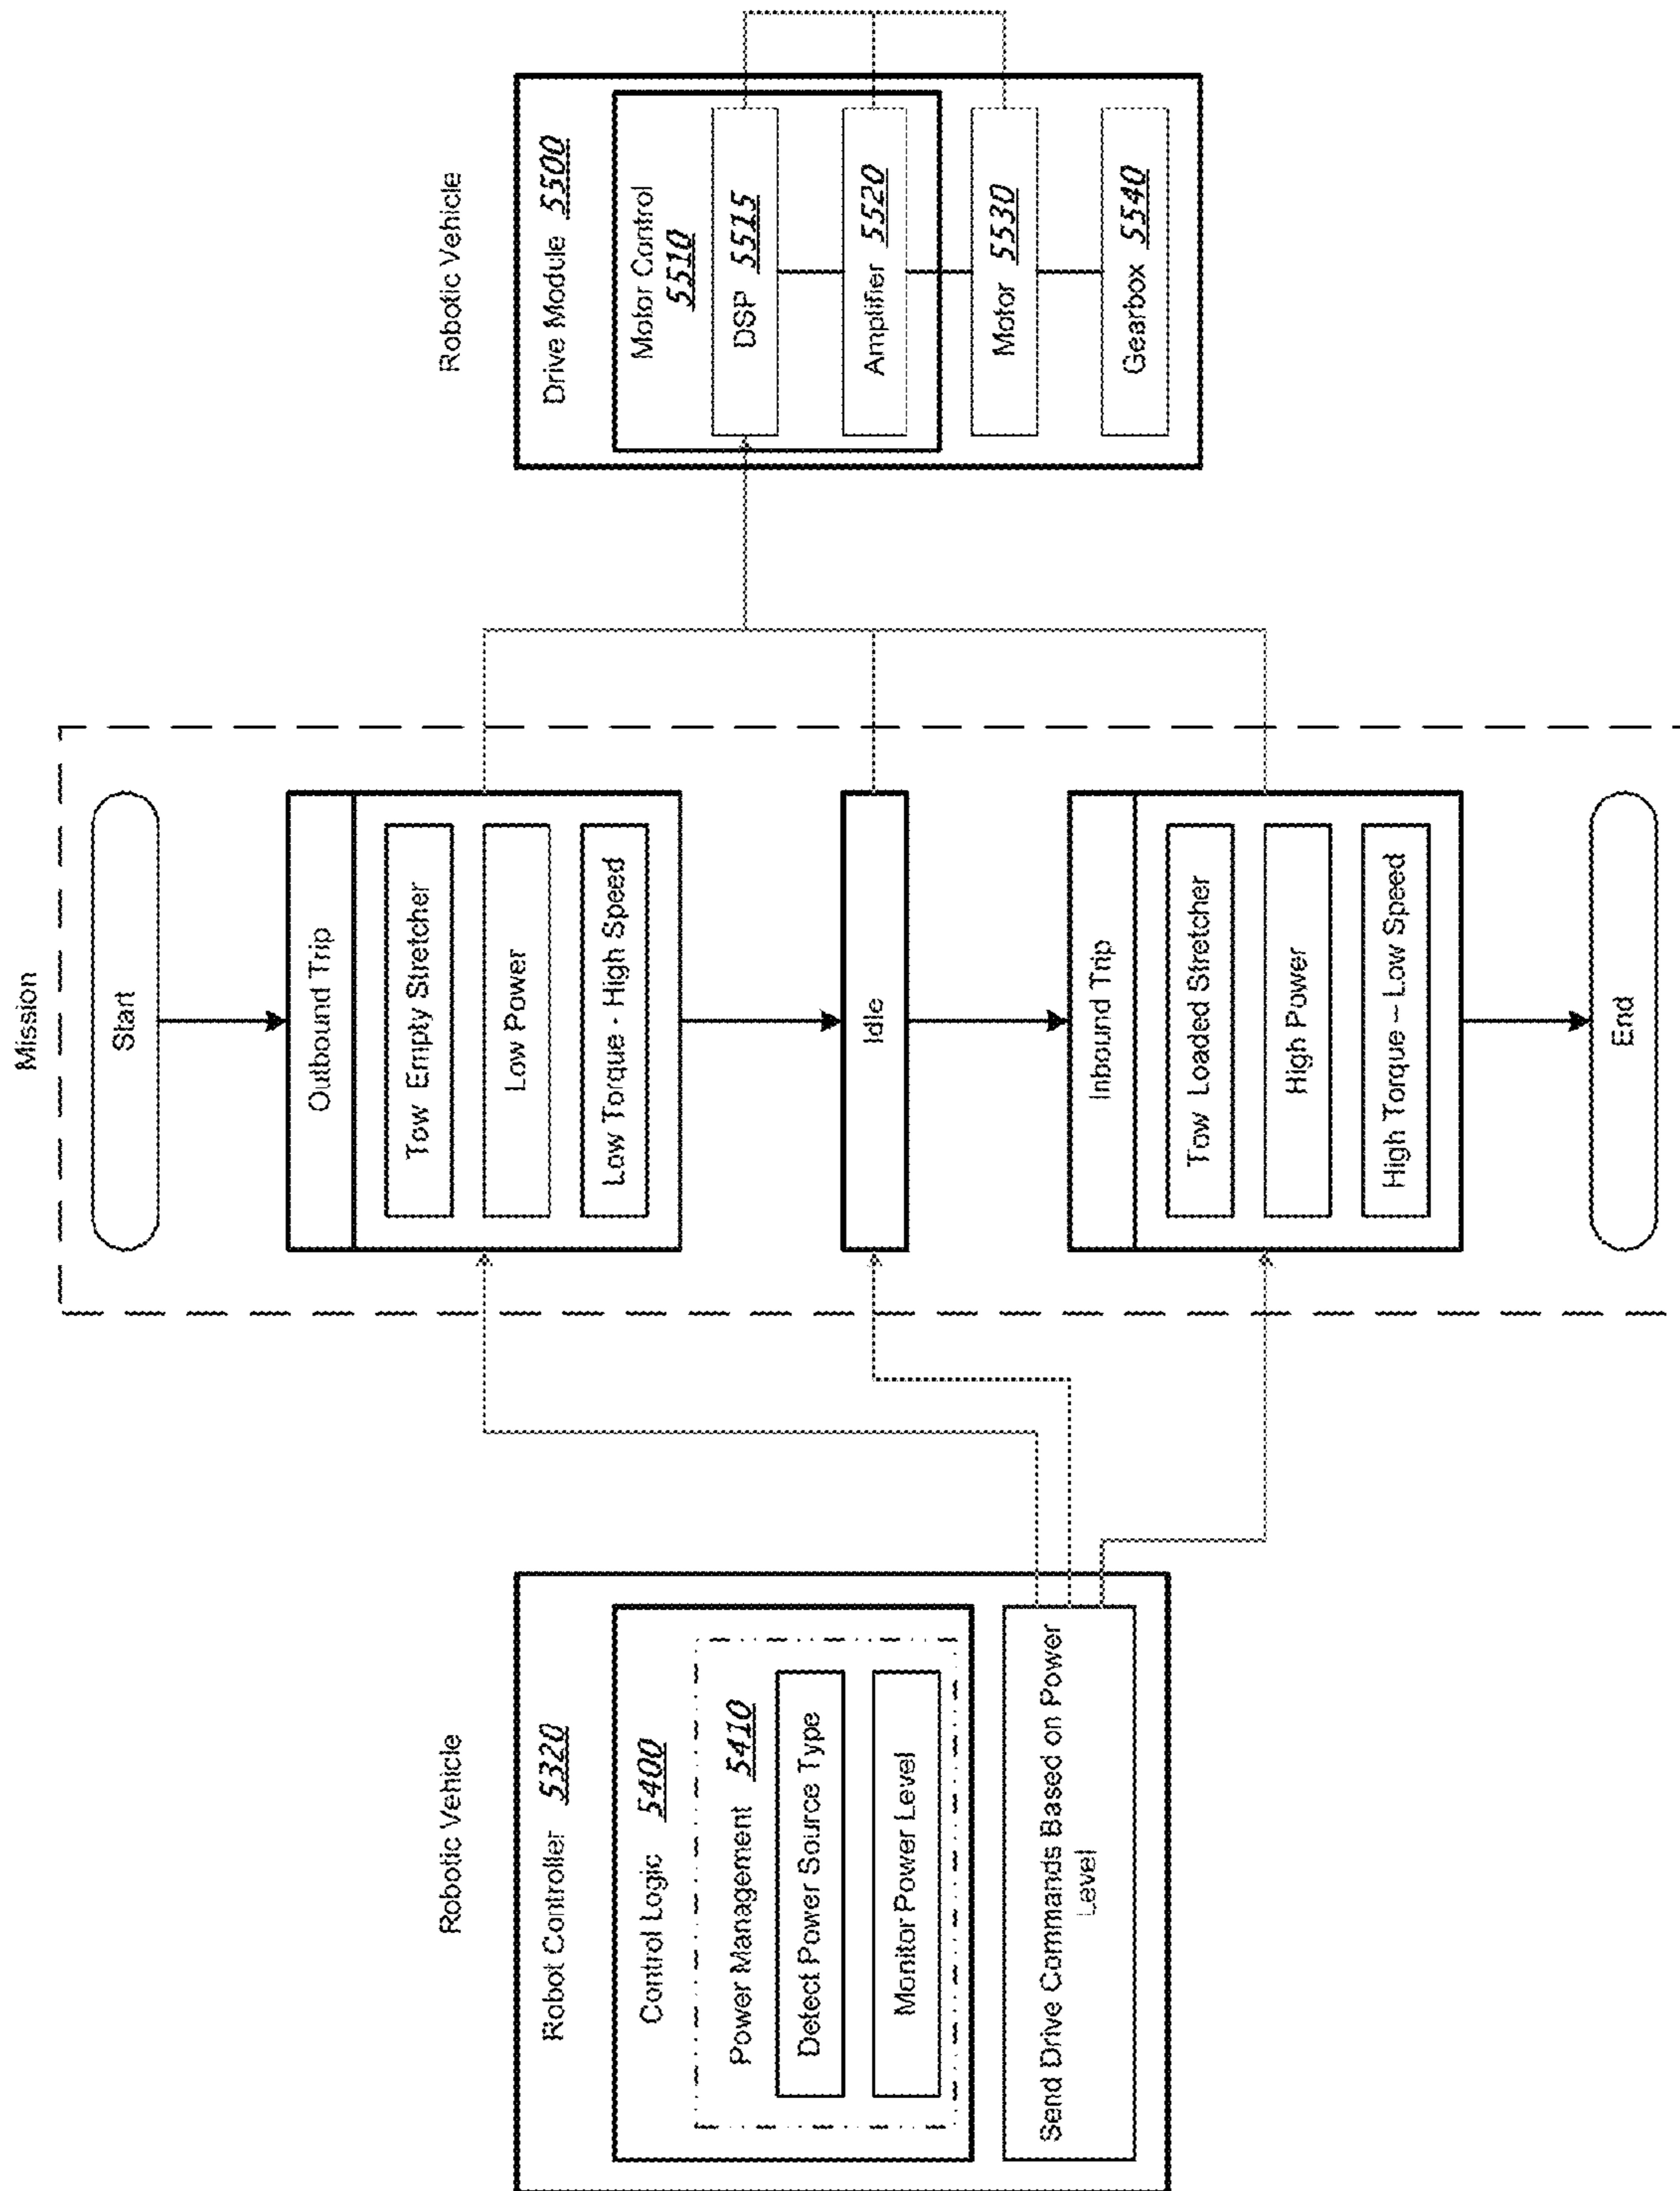 Robotic Vehicle
Robot Controller 5320
Control Logic 5400
Power Management 5410
Detect Power Source Type
Monitor Power Level
Send Drive Commands Based on Power
Level
Mission
Start
Outbound Trip
Tow Empty Stretcher
Low Power
Low Torque - High Speed
Idle
Inbound Trip
Tow Loaded Stretcher
High Power
High Torque – Low Speed
End
Robotic Vehicle
Drive Module 5500
Motor Control
5510
DSP 5515
Amplifier 5520
Motor 5530
Gearbox 5540